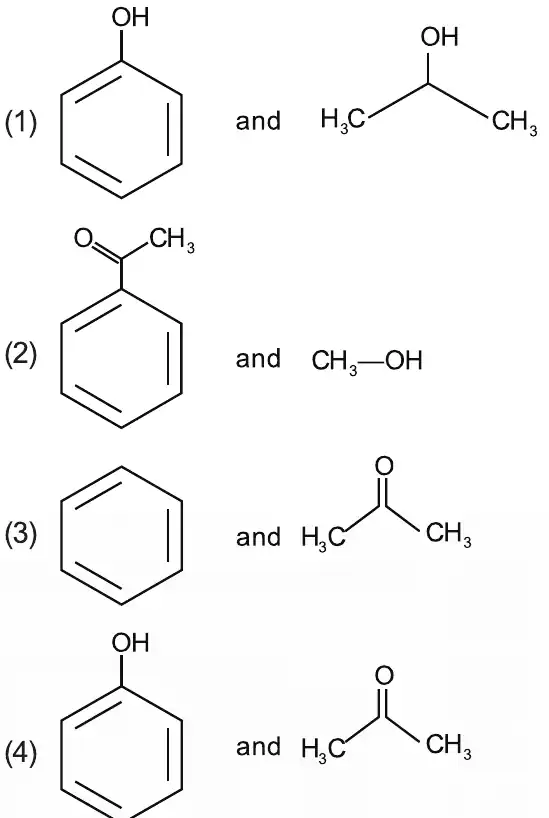 OH
OH
(1) and H₃C CH₃
O CH₃
(2) and CH₃—OH
O
(3) and H₃C CH₃
OH
O
(4) and H₃C CH₃